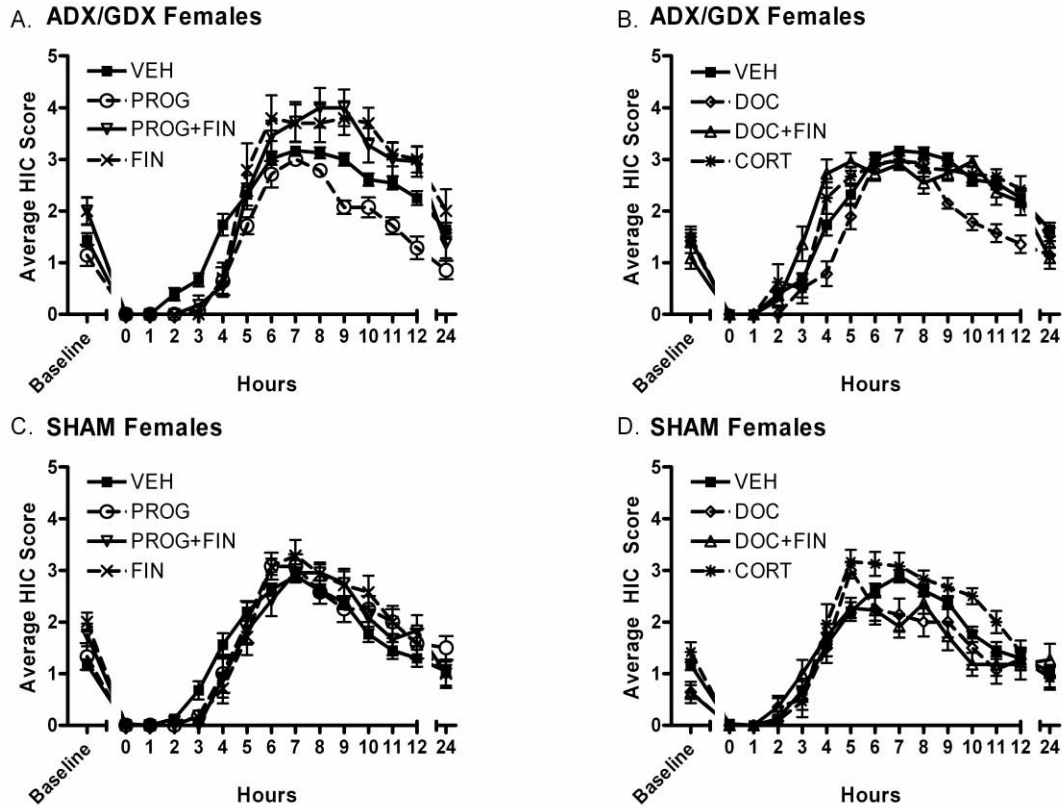 A. ADX/GDX Females
5
4
3
2
1
0
Average HIC Score
VEH
PROG
PROG+FIN
FIN
Baseline
0 1 2 3 4 5 6 7 8 9 10 11 12 24
Hours
B. ADX/GDX Females
5
4
3
2
1
0
Average HIC Score
VEH
DOC
DOC+FIN
CORT
Baseline
0 1 2 3 4 5 6 7 8 9 10 11 12 24
Hours
C. SHAM Females
5
4
3
2
1
0
Average HIC Score
VEH
PROG
PROG+FIN
FIN
Baseline
0 1 2 3 4 5 6 7 8 9 10 11 12 24
Hours
D. SHAM Females
5
4
3
2
1
0
Average HIC Score
VEH
DOC
DOC+FIN
CORT
Baseline
0 1 2 3 4 5 6 7 8 9 10 11 12 24
Hours